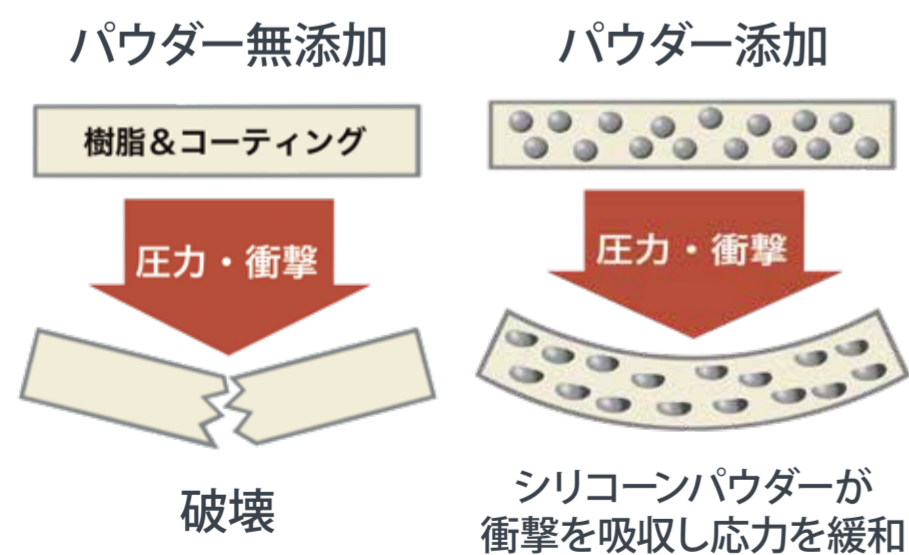 パウダー無添加
樹脂&コーティング
圧力・衝撃
破壊
パウダー添加
圧力・衝撃
シリコーンパウダーが
衝撃を吸収し応力を緩和